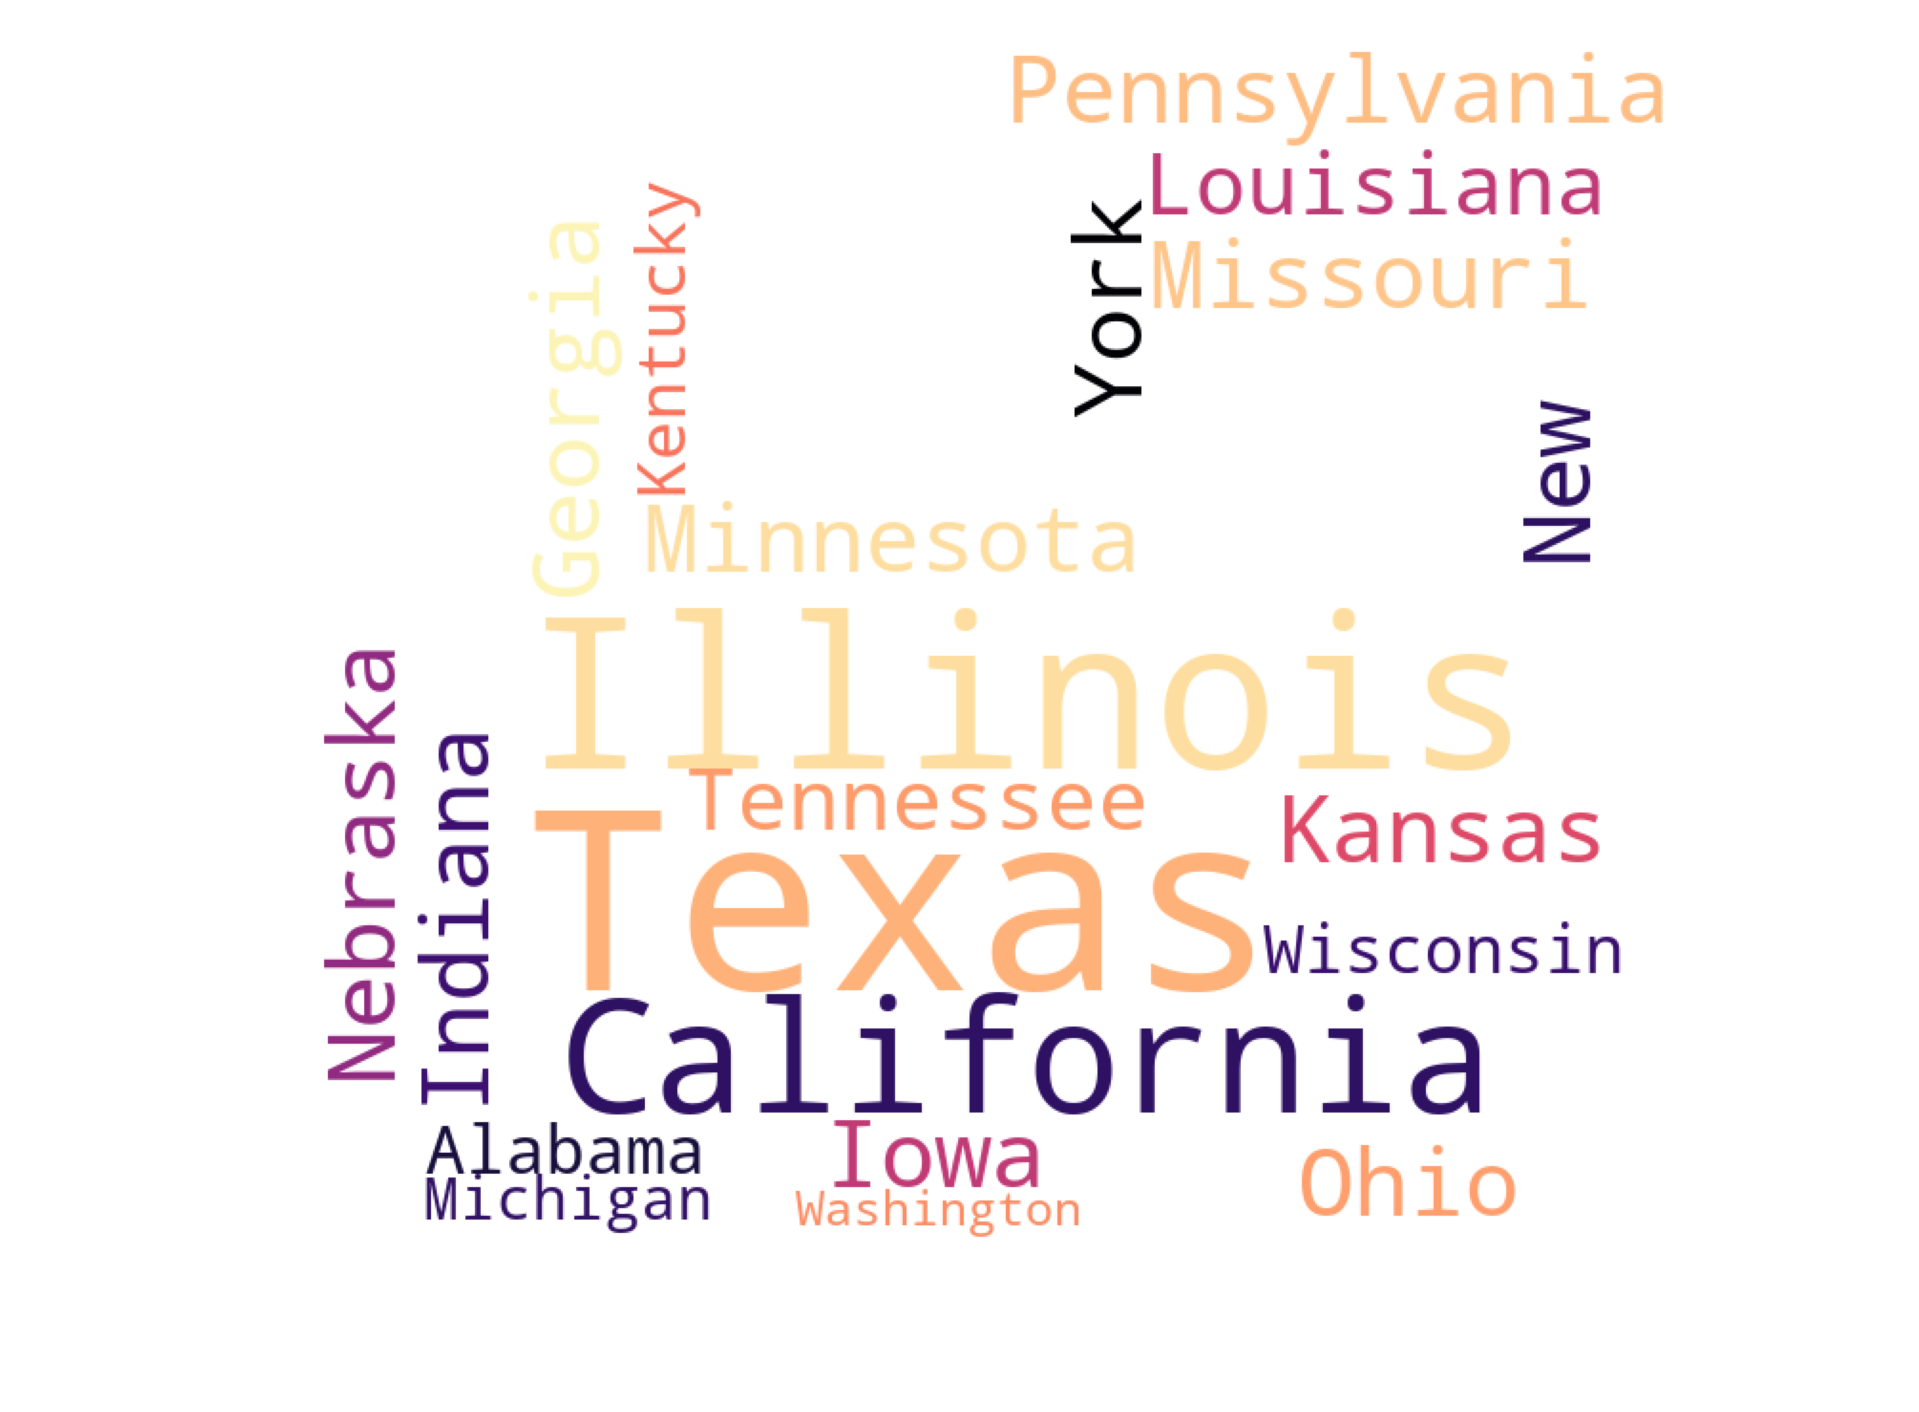 Pennsylvania
Louisiana
York
Missouri
Kentucky
Georgia
New
Minnesota
Illinois
Nebraska
Indiana
Tennessee
Kansas
Texas
Wisconsin
California
Alabama
Iowa
Ohio
Michigan
Washington